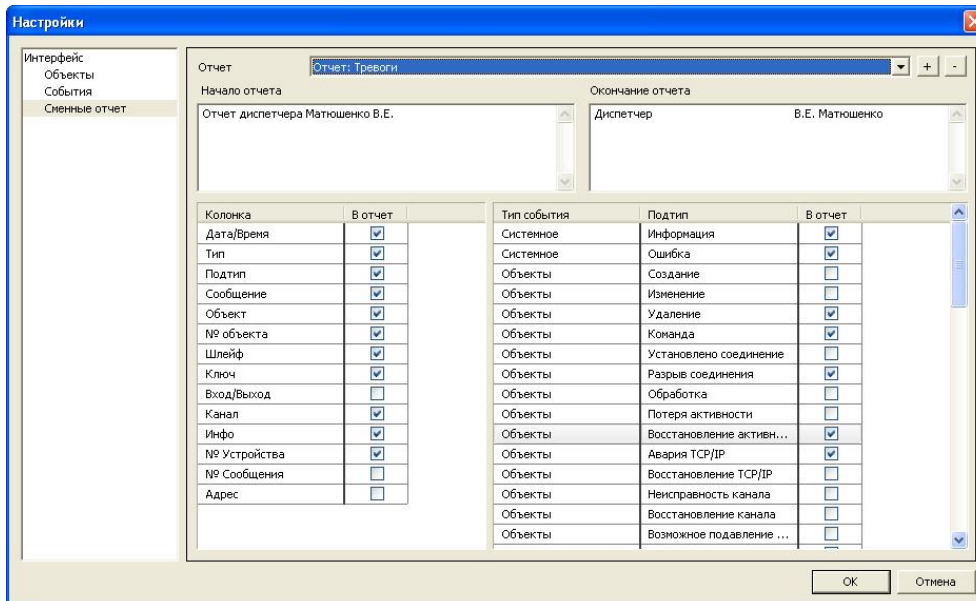 Настройки
Интерфейс
Объекты
События
Сменные отчет
Отчет
Отчет: Тревоги
+
-
Начало отчета
Окончание отчета
Отчет диспетчера Матюшенко В.Е.
Диспетчер В.Е. Матюшенко
Колонка В отчет
Дата/Время
Тип
Подтип
Сообщение
Объект
№ объекта
Шлейф
Ключ
Вход/Выход
Канал
Инфо
№ Устройства
№ Сообщения
Адрес
Тип события Подтип В отчет
Системное Информация
Системное Ошибка
Объекты Создание
Объекты Изменение
Объекты Удаление
Объекты Команда
Объекты Установлено соединение
Объекты Разрыв соединения
Объекты Обработка
Объекты Потеря активности
Объекты Восстановление активн...
Объекты Авария TCP/IP
Объекты Восстановление TCP/IP
Объекты Неисправность канала
Объекты Восстановление канала
Объекты Возможное подавление ...
ОК
Отмена